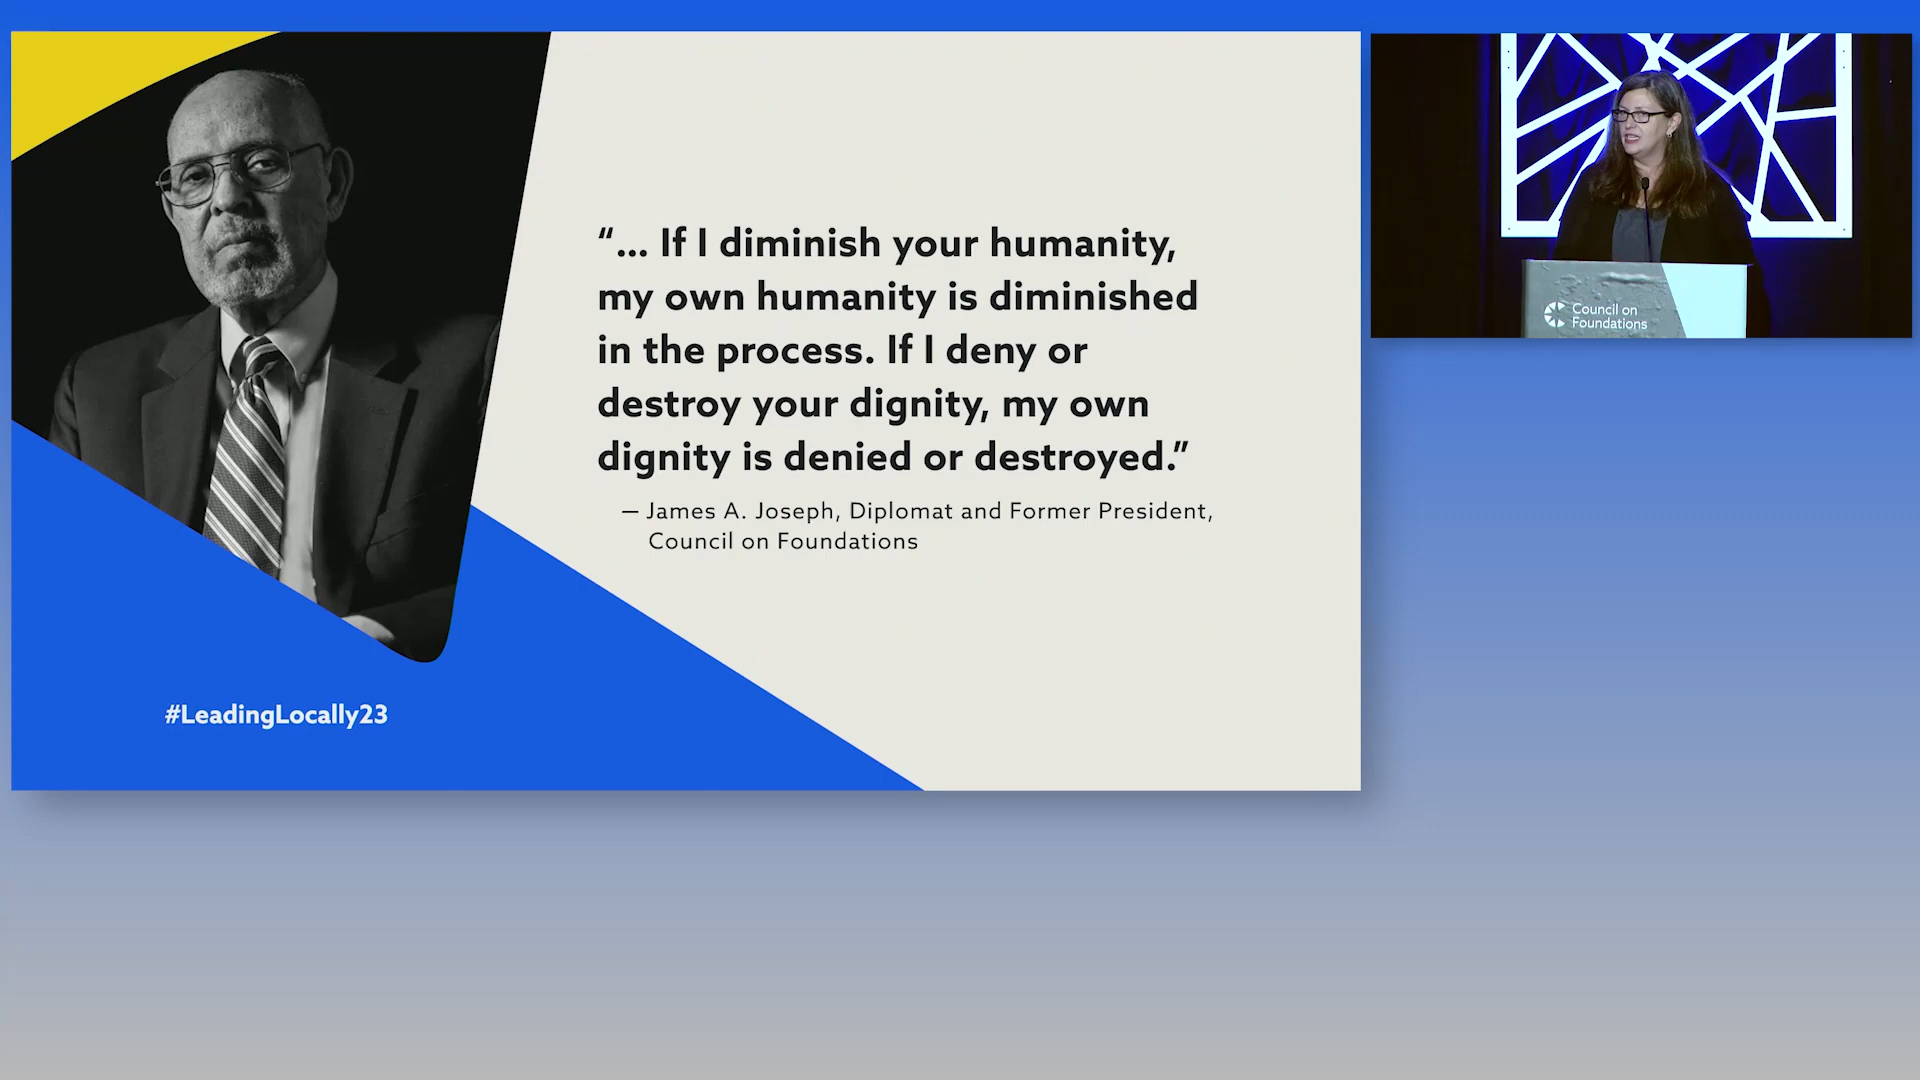 “... If I diminish your humanity,
my own humanity is diminished
in the process. If I deny or
destroy your dignity, my own
dignity is denied or destroyed.”
— James A. Joseph, Diplomat and Former President,
Council on Foundations
#LeadingLocally23
Council on
Foundations